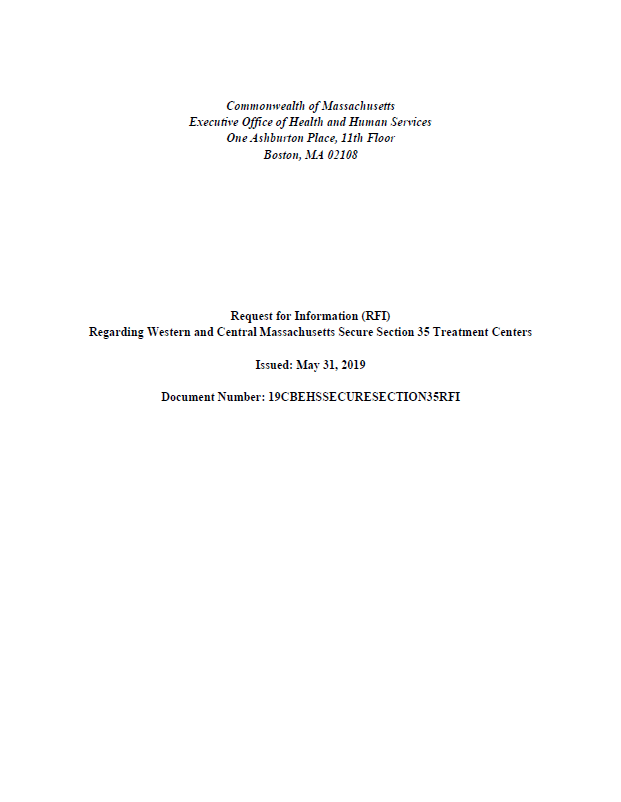 Commonwealth of Massachusetts
Executive Office of Health and Human Services
One Ashburton Place, 11th Floor
Boston, MA 02108
Request for Information (RFI)
Regarding Western and Central Massachusetts Secure Section 35 Treatment Centers
Issued: May 31, 2019
Document Number: 19CBEHSSECURESECTION35RFI